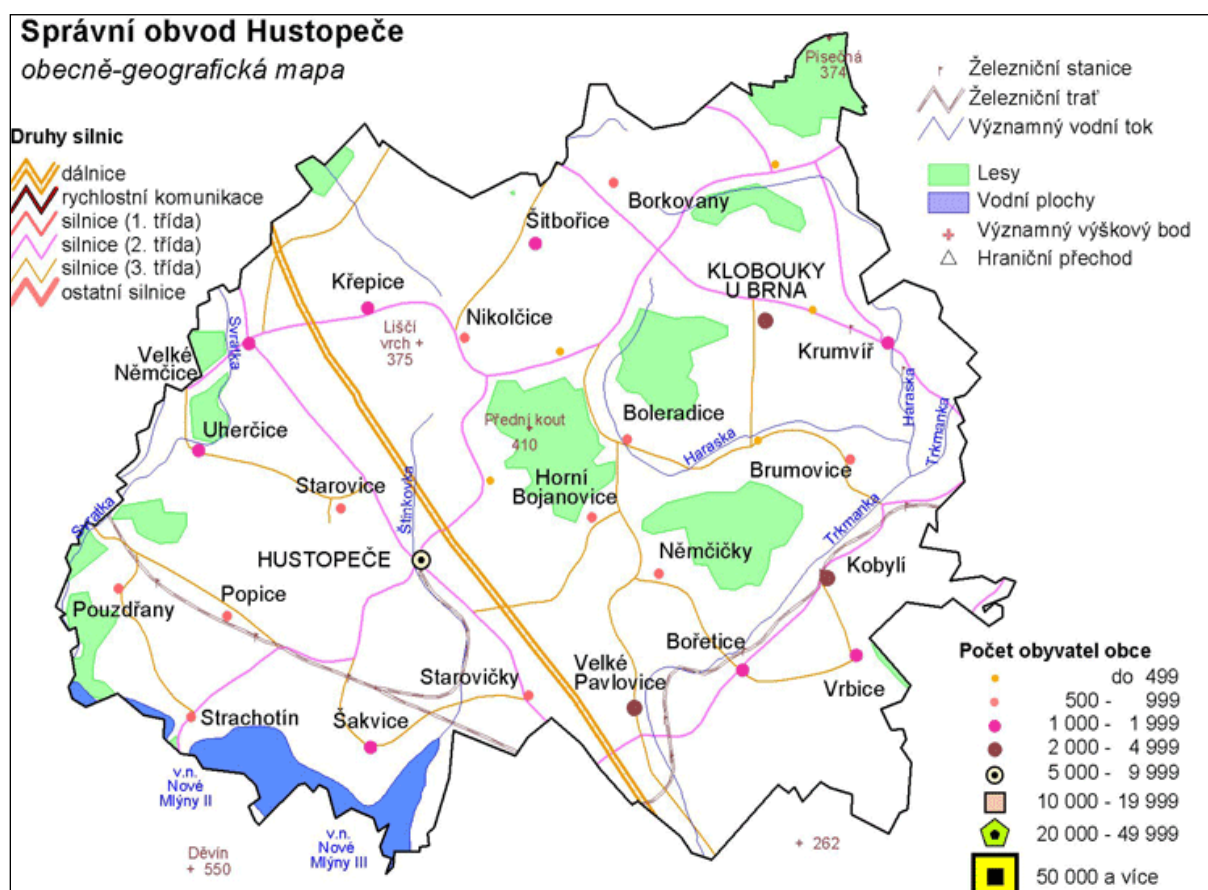 Správní obvod Hustopeče
obecně-geografická mapa
Druhy silnic
dálnice
rychlostní komunikace
silnice (1. třída)
silnice (2. třída)
silnice (3. třída)
ostatní silnice
Železniční stanice
Železniční trať
Významný vodní tok
Lesy
Vodní plochy
Významný výškový bod
Hraniční přechod
Písečná
374
Borkovany
Šitbořice
KLOBOUKY
U BRNA
Křepice
Nikolčice
Liščí
vrch +
375
Krumvíř
Svratka
Velké
Němčice
Uherčice
Boleradice
Přední kout
410
Haraska
Haraska
Trkmanka
Brumovice
Starovice
Horní
Bojanovice
Štinkovka
Svratka
Trkmanka
HUSTOPEČE
Němčičky
Kobylí
Pouzdřany
Popice
Bořetice
Starovičky
Velké
Pavlovice
Vrbice
Strachotín
Šakvice
v.n.
Nové
Mlýny II
v.n.
Nové
Mlýny III
Děvín
+ 550
+ 262
Počet obyvatel obce
do 499
500 - 999
1 000 - 1 999
2 000 - 4 999
5 000 - 9 999
10 000 - 19 999
20 000 - 49 999
50 000 a více